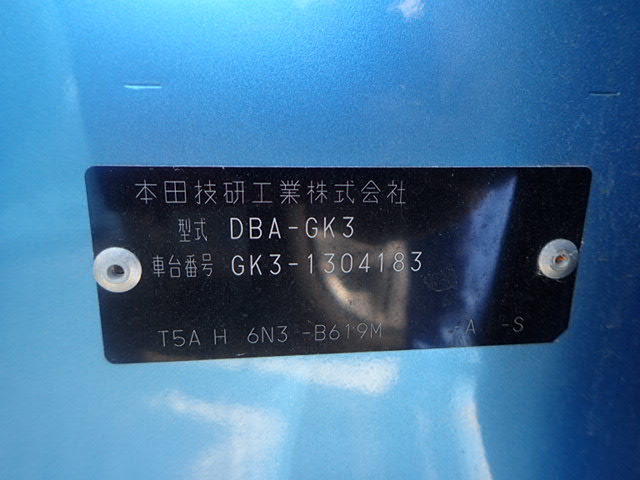 本田技研工業株式会社
型式 DBA-GK3
車台番号 GK3-1304183
T5A H 6N3 -B619M -A -S